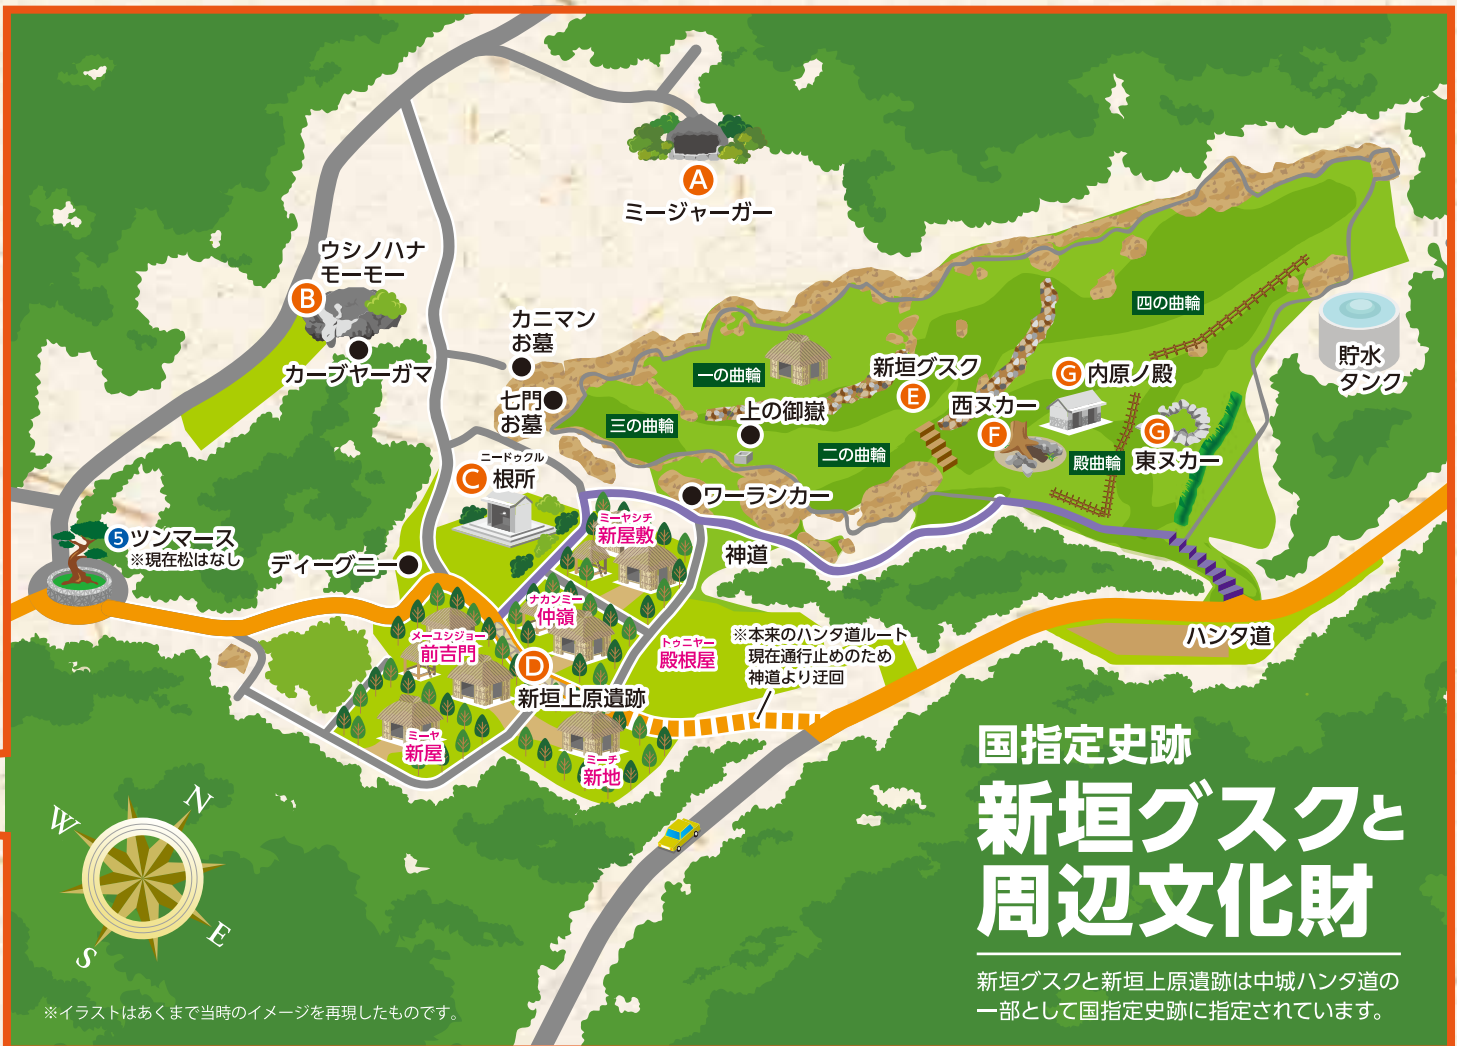 A
ミージャーガー
ウシノハナ
モーモー
B
カーブヤーガマ
カニマン
お墓
七門
お墓
四の曲輪
貯水
タンク
一の曲輪
新垣グスク
E
G 内原ノ殿
上の御嶽
西ヌカー
F
三の曲輪
二の曲輪
殿曲輪
G
東ヌカー
ニードゥクル
C 根所
ワーランカー
ミーヤシチ
新屋敷
神道
5 ツンマース
※現在松はなし
ディーグニー
ナカンミー
仲嶺
メーユシジョー
前吉門
トゥニヤー
殿根屋
※本来のハンタ道ルート
現在通行止めのため
神道より迂回
ハンタ道
D
新垣上原遺跡
ミーヤ
新屋
ミーチ
新地
国指定史跡
新垣グスクと
周辺文化財
新垣グスクと新垣上原遺跡は中城ハンタ道の
一部として国指定史跡に指定されています。
N
W
E
S
※イラストはあくまで当時のイメージを再現したものです。